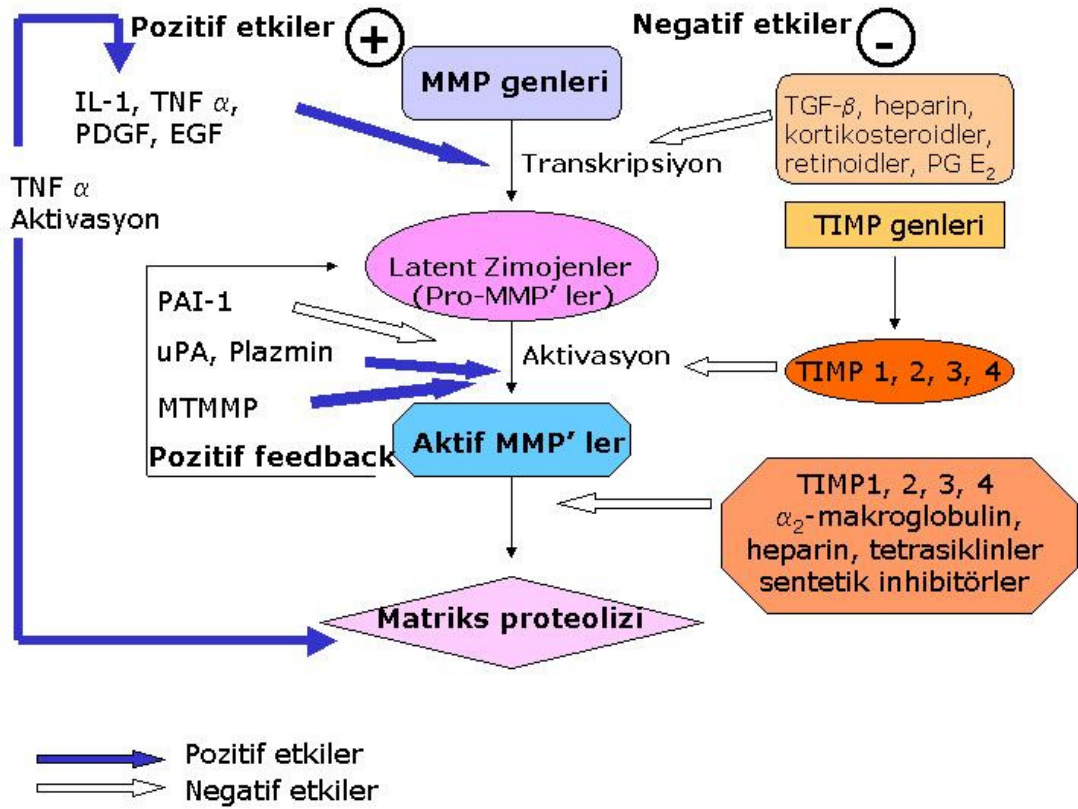 Pozitif etkiler
+
Negatif etkiler
-
MMP genleri
IL-1, TNF α,
PDGF, EGF
TGF-β, heparin,
kortikosteroidler,
retinoidler, PG E₂
Transkripsiyon
TNF α
Aktivasyon
TIMP genleri
Latent Zimojenler
(Pro-MMP' ler)
PAI-1
uPA, Plazmin
Aktivasyon
TIMP 1, 2, 3, 4
MTMMP
Aktif MMP' ler
Pozitif feedback
TIMP1, 2, 3, 4
α₂-makroglobulin,
heparin, tetrasiklinler
sentetik inhibitörler
Matriks proteolizi
Pozitif etkiler
Negatif etkiler